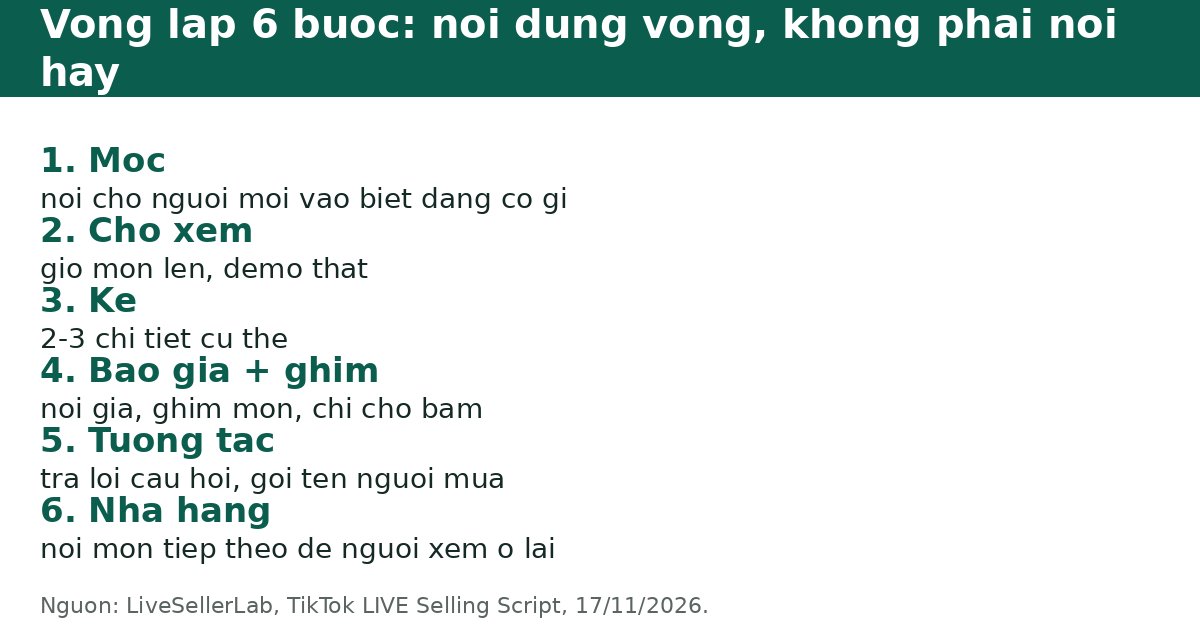 Vong lap 6 buoc: noi dung vong, khong phai noi
hay
1. Moc
noi cho nguoi moi vao biet dang co gi
2. Cho xem
gio mon len, demo that
3. Ke
2-3 chi tiet cu the
4. Bao gia + ghim
noi gia, ghim mon, chi cho bam
5. Tuong tac
tra loi cau hoi, goi ten nguoi mua
6. Nha hang
noi mon tiep theo de nguoi xem o lai
Nguon: LiveSellerLab, TikTok LIVE Selling Script, 17/11/2026.